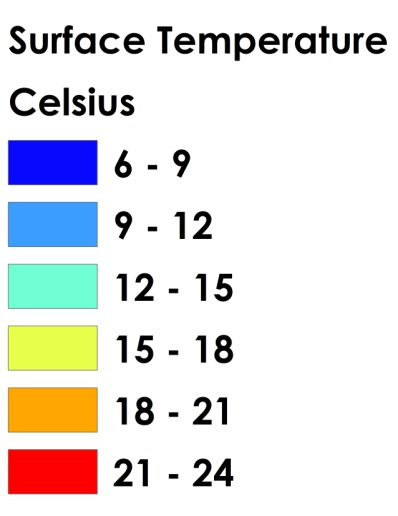 Surface Temperature
Celsius
6 - 9
9 - 12
12 - 15
15 - 18
18 - 21
21 - 24